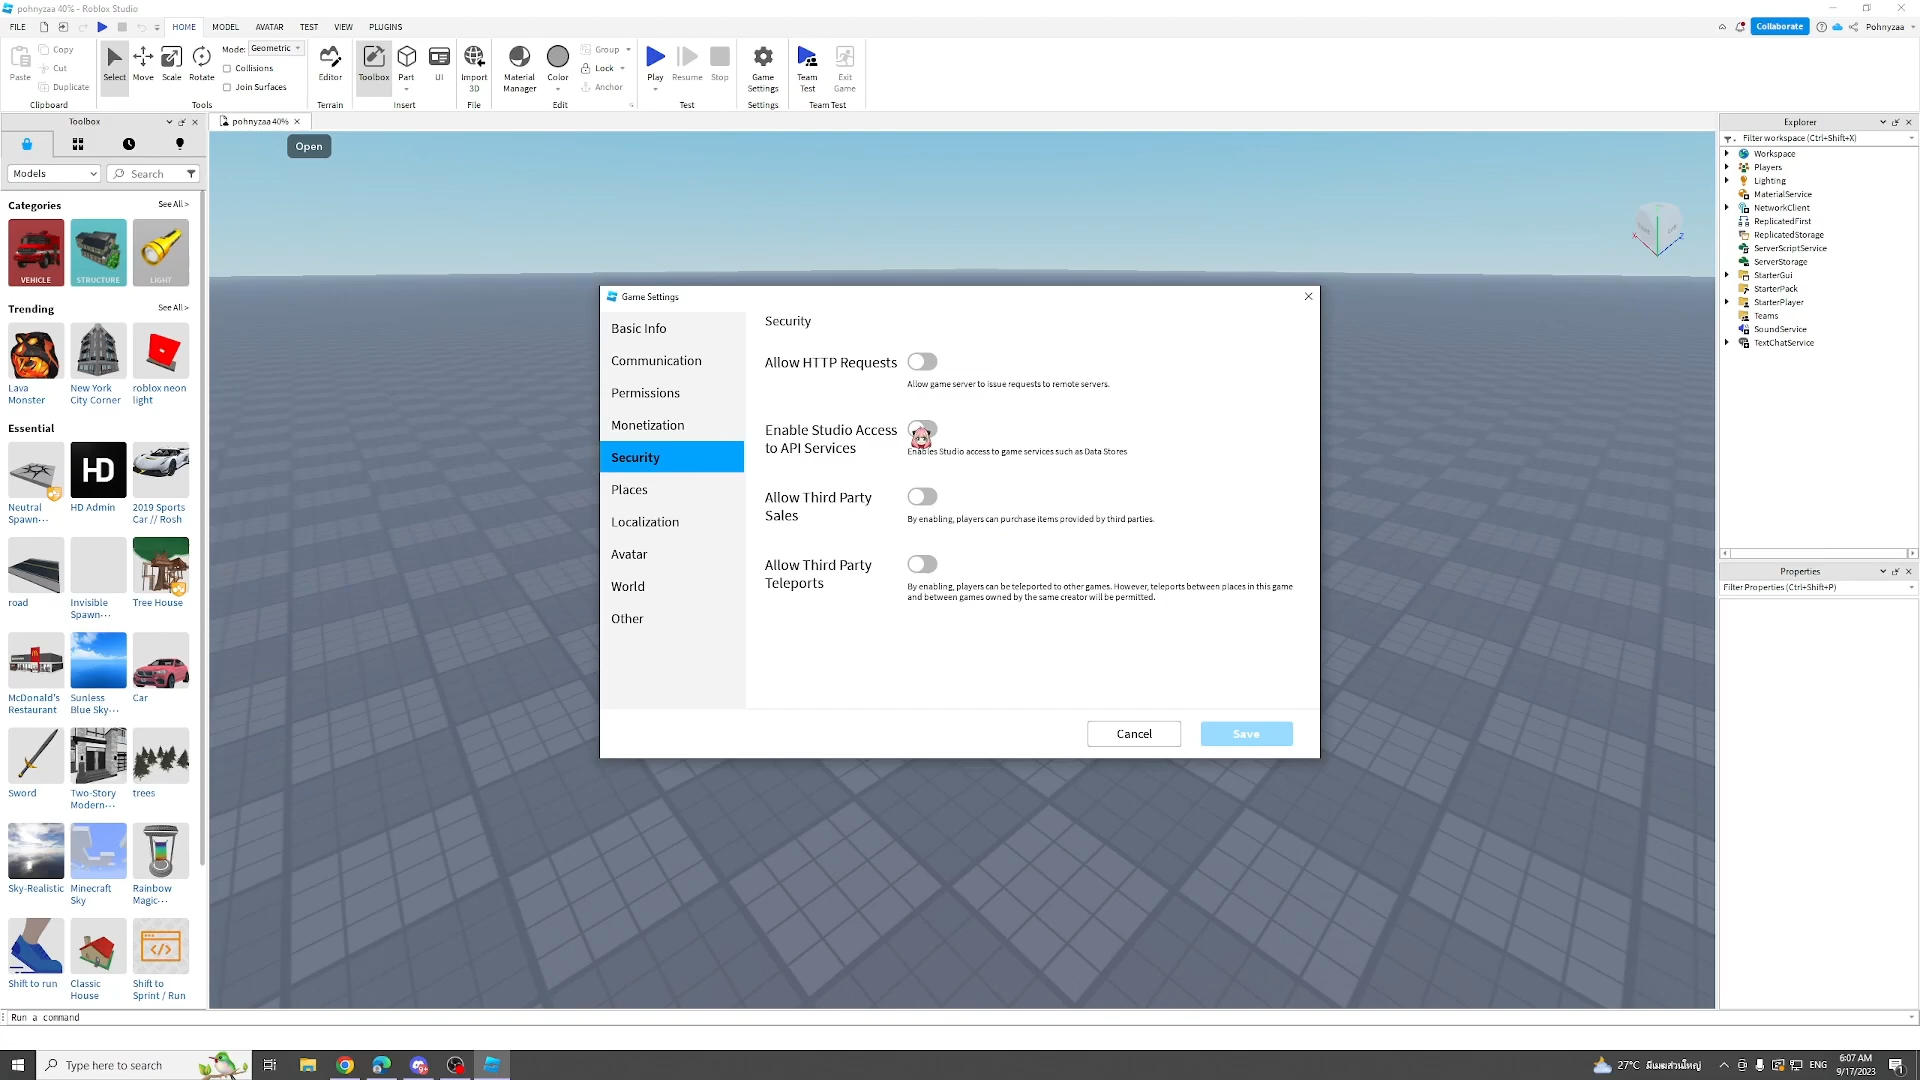 pohnyzaa 40% - Roblox Studio
FILE
HOME
MODEL
AVATAR
TEST
VIEW
PLUGINS
Collaborate
Pohnyzaa
Paste
Copy
Cut
Duplicate
Clipboard
Select
Move
Scale
Rotate
Mode: Geometric
Collisions
Join Surfaces
Tools
Editor
Terrain
Toolbox
Part
UI
Insert
Import
3D
File
Material
Manager
Color
Group
Lock
Anchor
Edit
Play
Resume
Stop
Test
Game
Settings
Settings
Team
Test
Exit
Game
Team Test
Toolbox
pohnyzaa 40%
Open
Models
Search
Categories
See All >
VEHICLE
STRUCTURE
LIGHT
Trending
See All >
Lava
Monster
New York
City Corner
roblox neon
light
Essential
HD
Neutral
Spawn...
HD Admin
2019 Sports
Car // Rosh
road
Invisible
Spawn...
Tree House
McDonald's
Restaurant
Sunless
Blue Sky...
Car
Sword
Two-Story
Modern...
trees
Sky-Realistic
Minecraft
Sky
Rainbow
Magic...
Shift to run
Classic
House
Shift to
Sprint / Run
Game Settings
Basic Info
Communication
Permissions
Monetization
Security
Places
Localization
Avatar
World
Other
Security
Allow HTTP Requests
Allow game server to issue requests to remote servers.
Enable Studio Access
to API Services
Enables Studio access to game services such as Data Stores
Allow Third Party
Sales
By enabling, players can purchase items provided by third parties.
Allow Third Party
Teleports
By enabling, players can be teleported to other games. However, teleports between places in this game
and between games owned by the same creator will be permitted.
Cancel
Save
Explorer
Filter workspace (Ctrl+Shift+X)
Workspace
Players
Lighting
MaterialService
NetworkClient
ReplicatedFirst
ReplicatedStorage
ServerScriptService
ServerStorage
StarterGui
StarterPack
StarterPlayer
Teams
SoundService
TextChatService
Properties
Filter Properties (Ctrl+Shift+P)
Run a command
Type here to search
27°C มีเมฆส่วนใหญ่
ENG
6:07 AM
9/17/2023